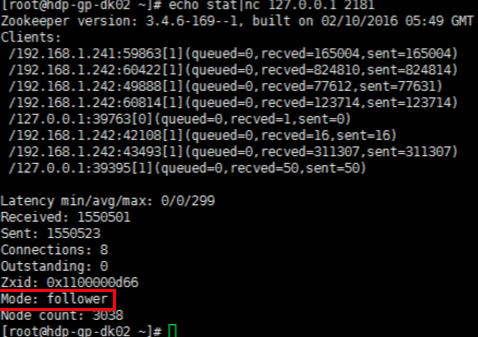 [root@hdp-gp-dk02 ~]# echo stat|nc 127.0.0.1 2181
Zookeeper version: 3.4.6-169--1, built on 02/10/2016 05:49 GMT
Clients:
/192.168.1.241:59863[1](queued=0,recved=165004,sent=165004)
/192.168.1.242:60422[1](queued=0,recved=824810,sent=824814)
/192.168.1.242:49888[1](queued=0,recved=77612,sent=77631)
/192.168.1.242:60814[1](queued=0,recved=123714,sent=123714)
/127.0.0.1:39763[0](queued=0,recved=1,sent=0)
/192.168.1.242:42108[1](queued=0,recved=16,sent=16)
/192.168.1.242:43493[1](queued=0,recved=311307,sent=311307)
/127.0.0.1:39395[1](queued=0,recved=50,sent=50)
Latency min/avg/max: 0/0/299
Received: 1550501
Sent: 1550523
Connections: 8
Outstanding: 0
Zxid: 0x1100000d66
Mode: follower
Node count: 3038
[root@hdp-gp-dk02 ~]#